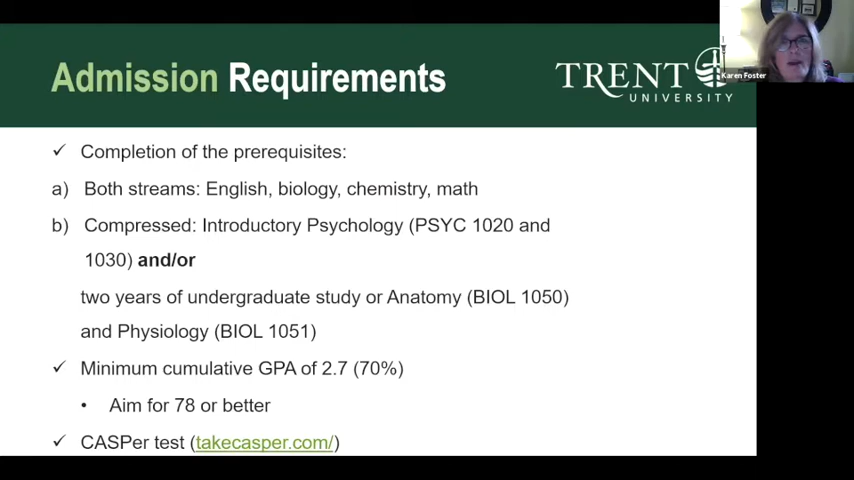 Admission Requirements
TRENT
UNIVERSITY
Karen Foster
✓ Completion of the prerequisites:
a) Both streams: English, biology, chemistry, math
b) Compressed: Introductory Psychology (PSYC 1020 and
1030) and/or
two years of undergraduate study or Anatomy (BIOL 1050)
and Physiology (BIOL 1051)
✓ Minimum cumulative GPA of 2.7 (70%)
• Aim for 78 or better
✓ CASPer test (takecasper.com/)